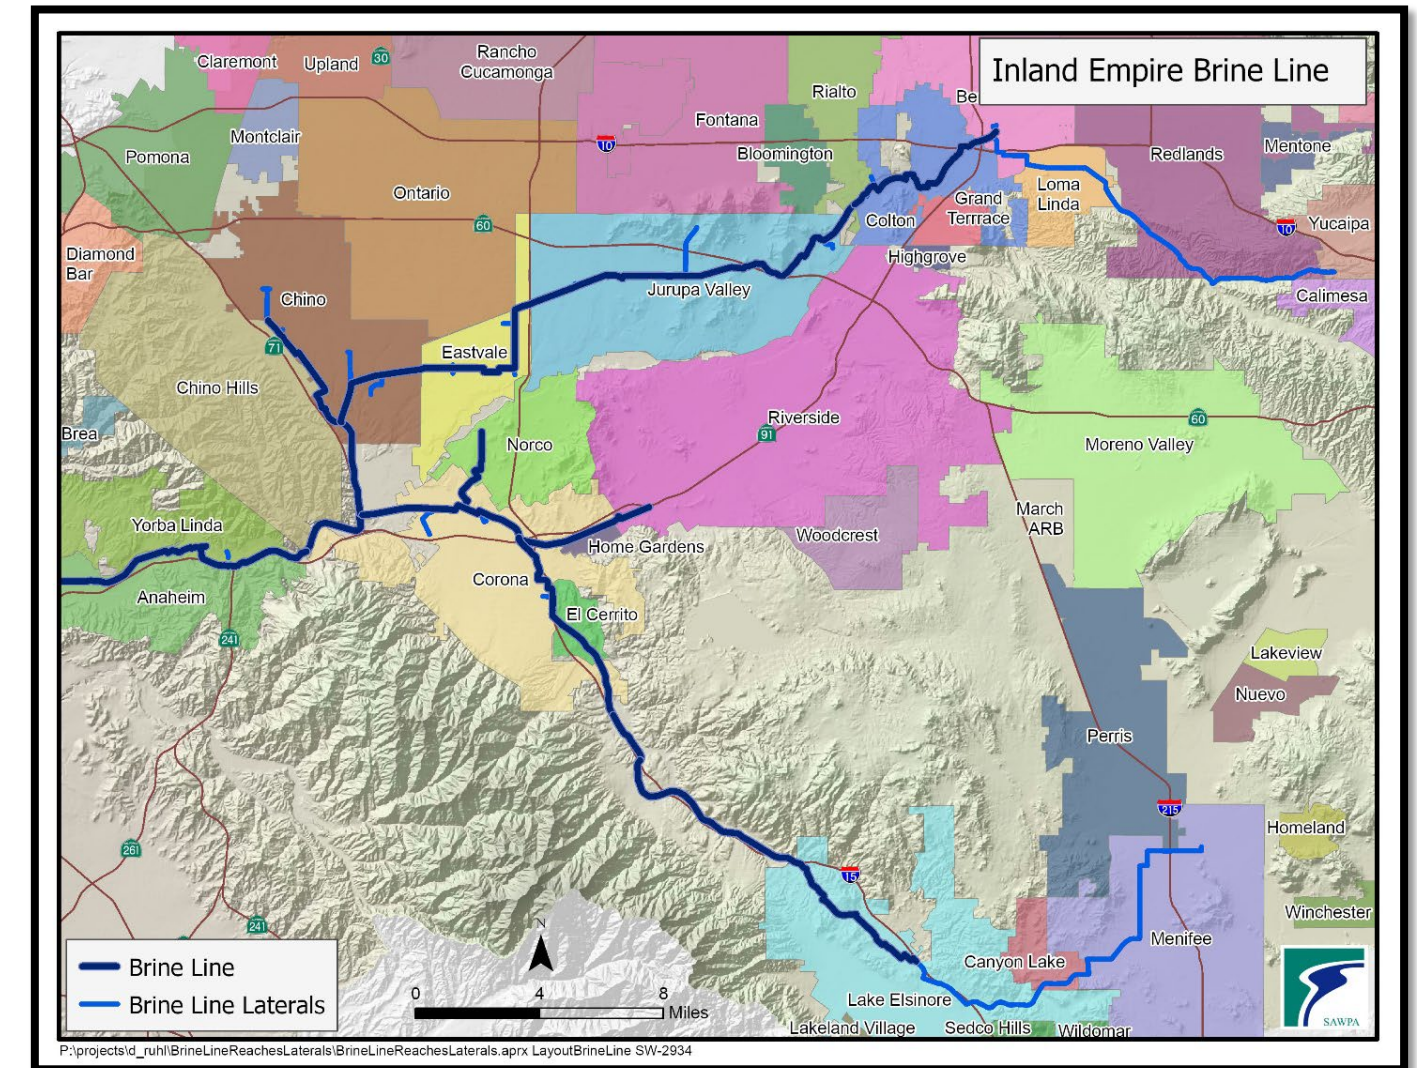 Inland Empire Brine Line
Claremont
Upland
30
Rancho
Cucamonga
Rialto
Be
Montclair
Fontana
10
Bloomington
Redlands
Mentone
Pomona
Ontario
Loma
Linda
Grand
Terrrace
Colton
60
10
Yucaipa
Diamond
Bar
Highgrove
Jurupa Valley
Calimesa
Chino
71
Eastvale
Chino Hills
Brea
Norco
Riverside
91
60
Moreno Valley
Yorba Linda
March
ARB
Woodcrest
Home Gardens
Corona
Anaheim
El Cerrito
241
Lakeview
Nuevo
Perris
215
Homeland
261
15
241
Winchester
Menifee
Canyon Lake
Lake Elsinore
Lakeland Village
Sedco Hills
Wildomar
Brine Line
Brine Line Laterals
N
0 4 8
Miles
SAWPA
P:\projects\d_ruhl\BrineLineReachesLaterals\BrineLineReachesLaterals.aprx LayoutBrineLine SW-2934